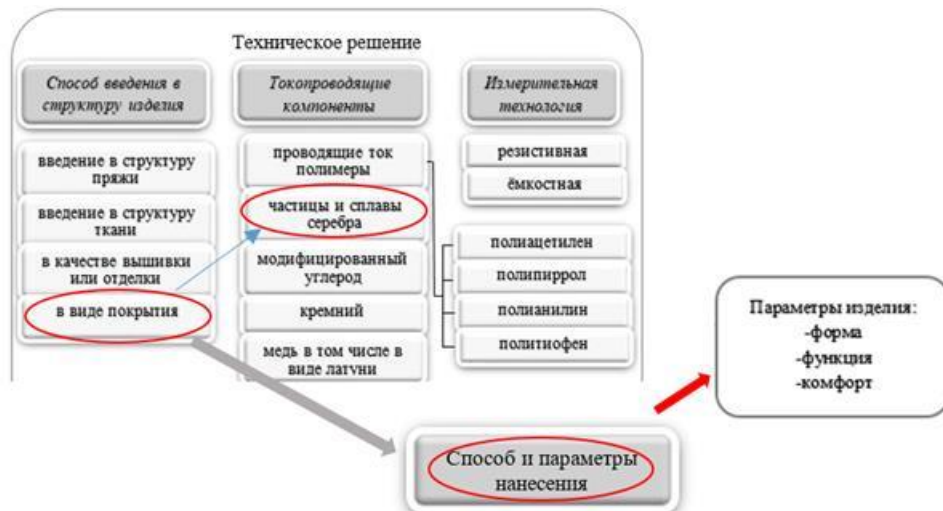 Техническое решение
Способ введения в
структуру изделия
введение в структуру
пряжи
введение в структуру
ткани
в качестве вышивки
или отделки
в виде покрытия
Токопроводящие
компоненты
проводящие ток
полимеры
частицы и сплавы
серебра
модифицированный
углерод
кремний
медь в том числе в
виде латуни
Измерительная
технология
резистивная
ёмкостная
полиацетилен
полипиррол
полианилин
политиофен
Способ и параметры
нанесения
Параметры изделия:
-форма
-функция
-комфорт